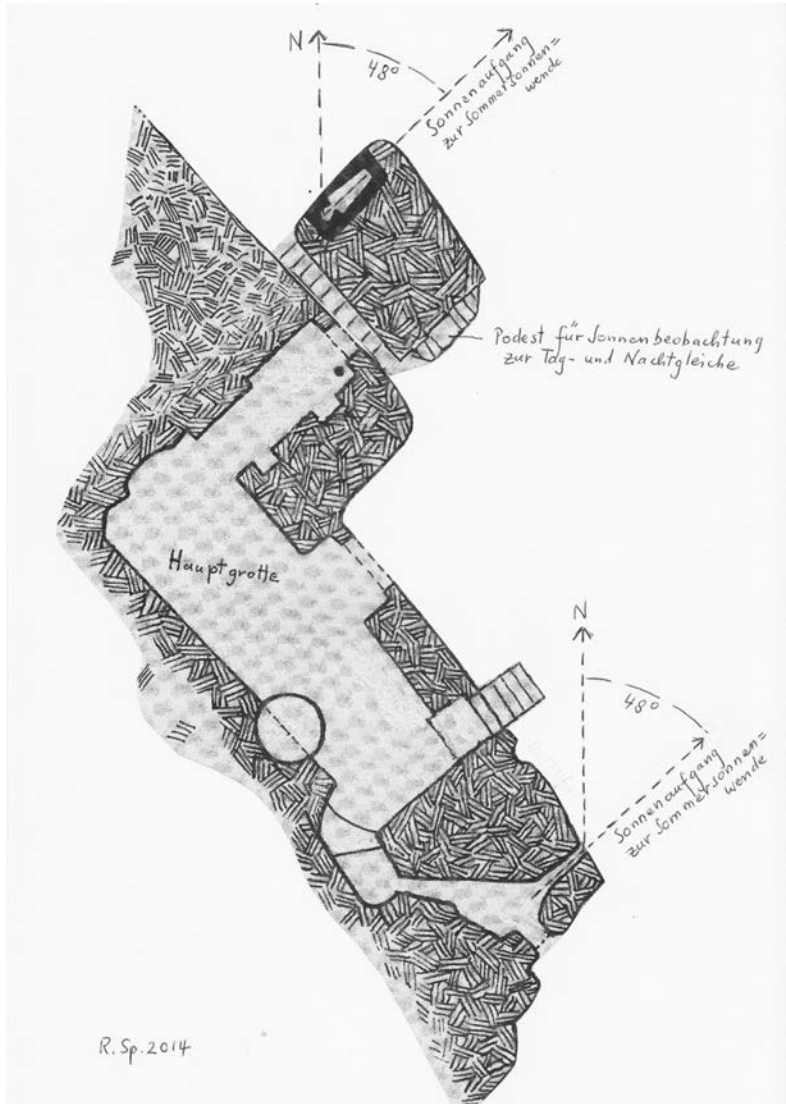 N
48°
Sonnenaufgang
zur Sommersonnen=
wende
Podest für Sonnenbeobachtung
zur Tag- und Nachtgleiche
Hauptgrotte
N
48°
Sonnenaufgang
zur Sommersonnen=
wende
R. Sp. 2014